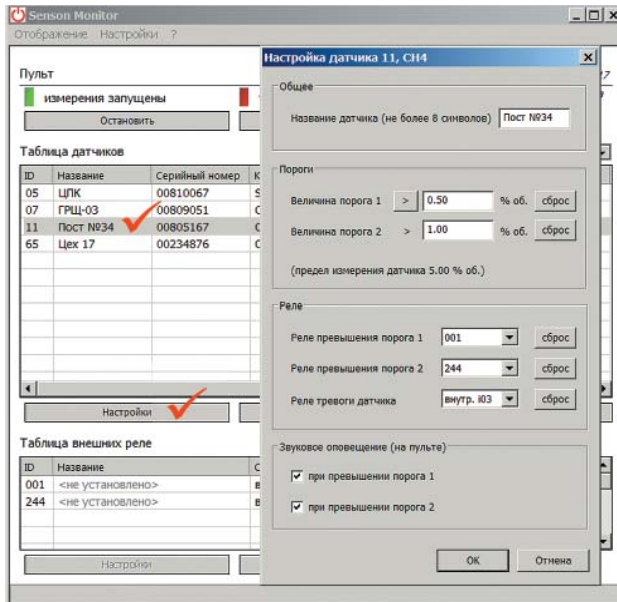 Senson Monitor
Отображение Настройки ?
Пульт
измерения запущены
Остановить
Таблица датчиков
ID Название Серийный номер
05 ЦПК 00810067
07 ГРЩ-03 00809051
11 Пост №34 00805167
65 Цех 17 00234876
Настройки
Таблица внешних реле
ID Название
001 <не установлено>
244 <не установлено>
Настройки
Настройка датчика 11, CH4
Общее
Название датчика (не более 8 символов) Пост №34
Пороги
Величина порога 1 > 0.50 % об. сброс
Величина порога 2 > 1.00 % об. сброс
(предел измерения датчика 5.00 % об.)
Реле
Реле превышения порога 1 001 сброс
Реле превышения порога 2 244 сброс
Реле тревоги датчика внутр. i03 сброс
Звуковое оповещение (на пульте)
при превышении порога 1
при превышении порога 2
OK Отмена